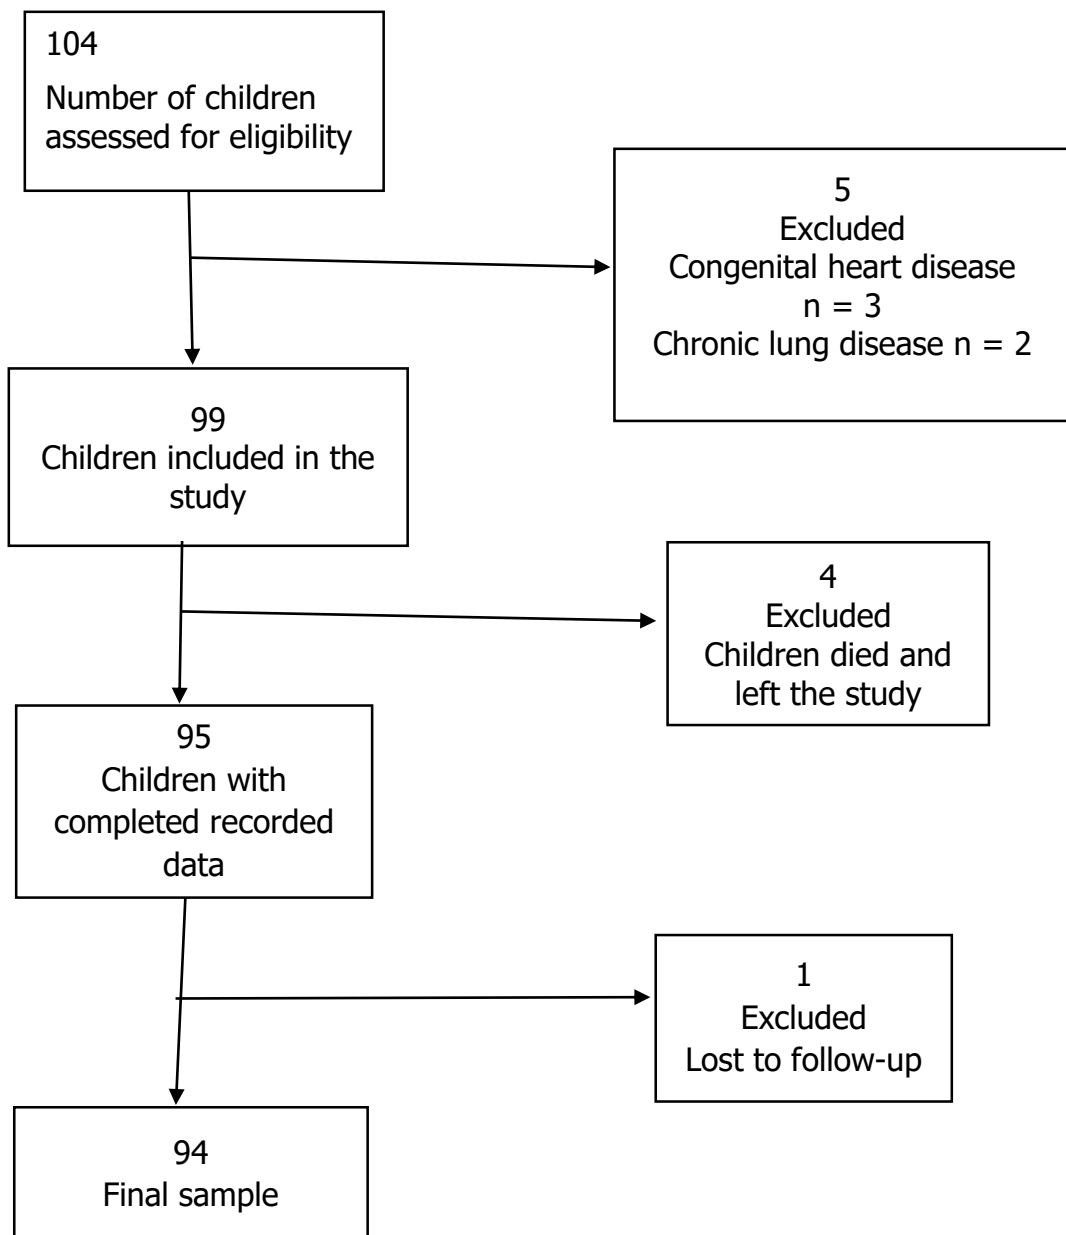 104
Number of children
assessed for eligibility
5
Excluded
Congenital heart disease
n = 3
Chronic lung disease n = 2
99
Children included in the
study
4
Excluded
Children died and
left the study
95
Children with
completed recorded
data
1
Excluded
Lost to follow-up
94
Final sample